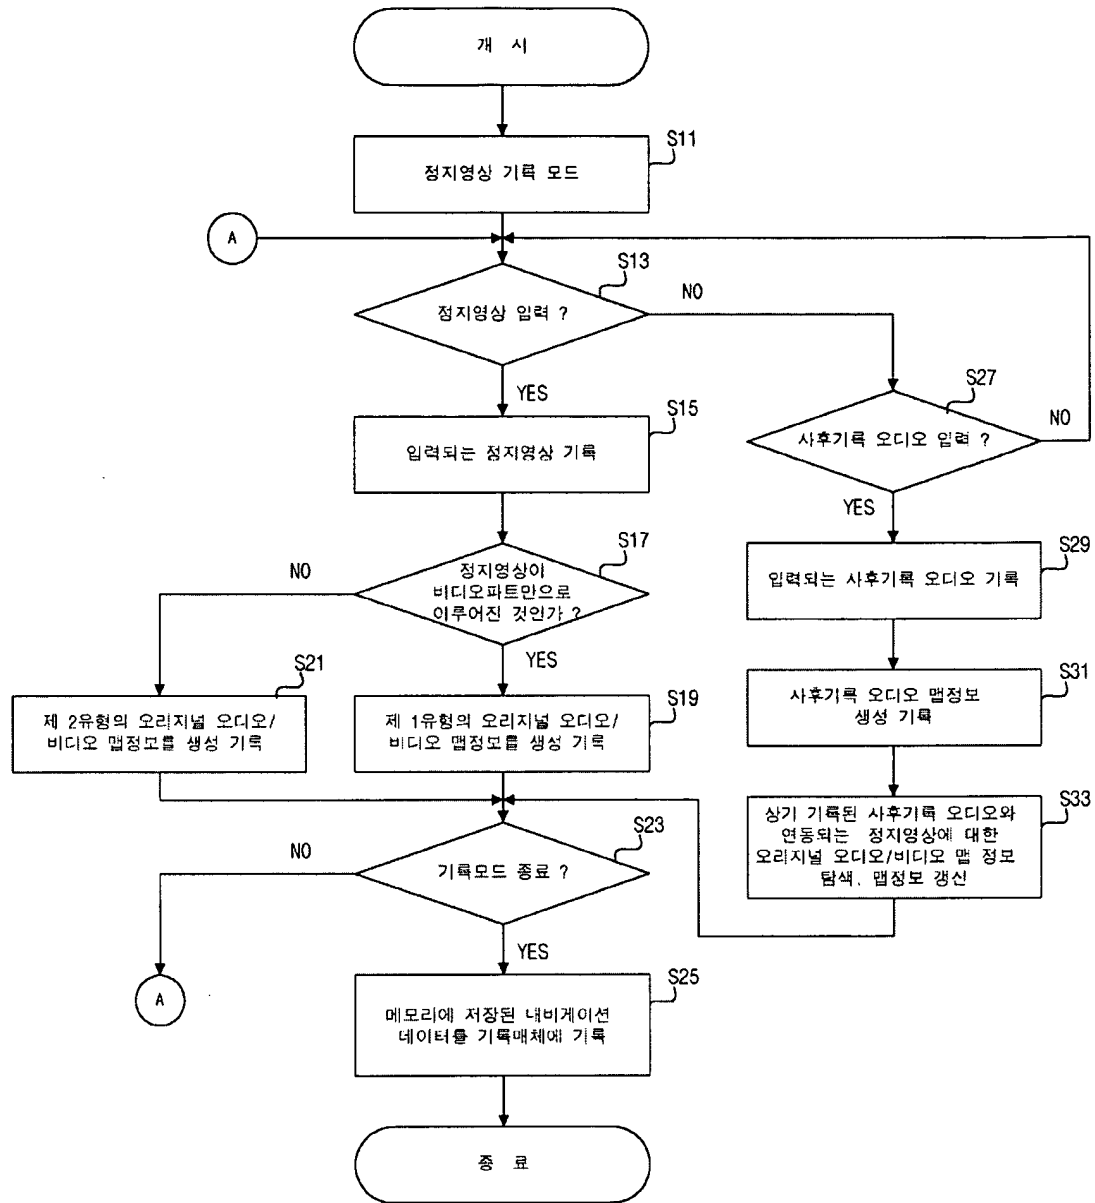 개 시
S11
정지영상 기록 모드
A
S13
정지영상 입력 ?
NO
YES
S27
사후기록 오디오 입력 ?
NO
YES
S15
입력되는 정지영상 기록
S17
정지영상이
비디오파트만으로
이루어진 것인가 ?
NO
YES
S29
입력되는 사후기록 오디오 기록
S21
제 2유형의 오리지널 오디오/
비디오 맵정보를 생성 기록
S19
제 1유형의 오리지널 오디오/
비디오 맵정보를 생성 기록
S31
사후기록 오디오 맵정보
생성 기록
S33
상기 기록된 사후기록 오디오와
연동되는 정지영상에 대한
오리지널 오디오/비디오 맵 정보
탐색, 맵정보 갱신
S23
기록모드 종료 ?
NO
YES
A
S25
메모리에 저장된 내비게이션
데이터를 기록매체에 기록
종 료